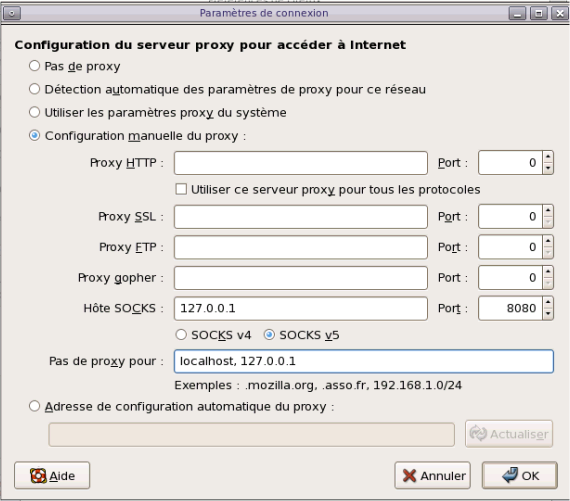 Paramètres de connexion
Configuration du serveur proxy pour accéder à Internet
Pas de proxy
Détection automatique des paramètres de proxy pour ce réseau
Utiliser les paramètres proxy du système
Configuration manuelle du proxy :
Proxy HTTP : Port : 0
Utiliser ce serveur proxy pour tous les protocoles
Proxy SSL : Port : 0
Proxy FTP : Port : 0
Proxy gopher : Port : 0
Hôte SOCKS : 127.0.0.1 Port : 8080
SOCKS v4 SOCKS v5
Pas de proxy pour : localhost, 127.0.0.1
Exemples : .mozilla.org, .asso.fr, 192.168.1.0/24
Adresse de configuration automatique du proxy :
Actualiser
Aide Annuler OK